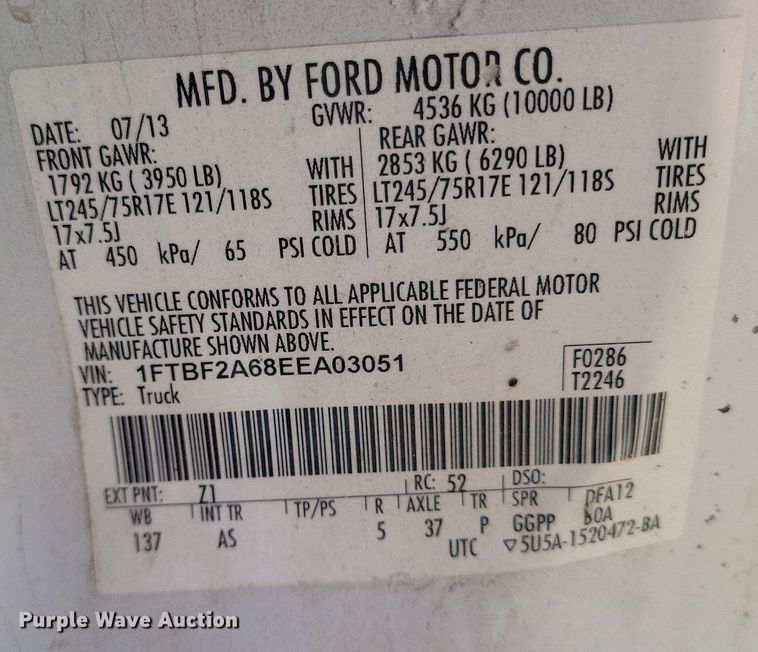 MFD. BY FORD MOTOR CO.
DATE: 07/13 GVWR: 4536 KG (10000 LB)
FRONT GAWR: REAR GAWR:
1792 KG ( 3950 LB) WITH 2853 KG ( 6290 LB) WITH
LT245/75R17E 121/118S TIRES LT245/75R17E 121/118S TIRES
17x7.5J RIMS 17x7.5J RIMS
AT 450 kPa/ 65 PSI COLD AT 550 kPa/ 80 PSI COLD
THIS VEHICLE CONFORMS TO ALL APPLICABLE FEDERAL MOTOR
VEHICLE SAFETY STANDARDS IN EFFECT ON THE DATE OF
MANUFACTURE SHOWN ABOVE.
VIN: 1FTBF2A68EEA03051 F0286
TYPE: Truck T2246
EXT PNT: Z1 RC: 52 DSO:
WB INT TR TP/PS R AXLE TR SPR DFA12
137 AS 5 37 P GGPP
UTC ▽5U5A-1520472-BA
Purple Wave Auction